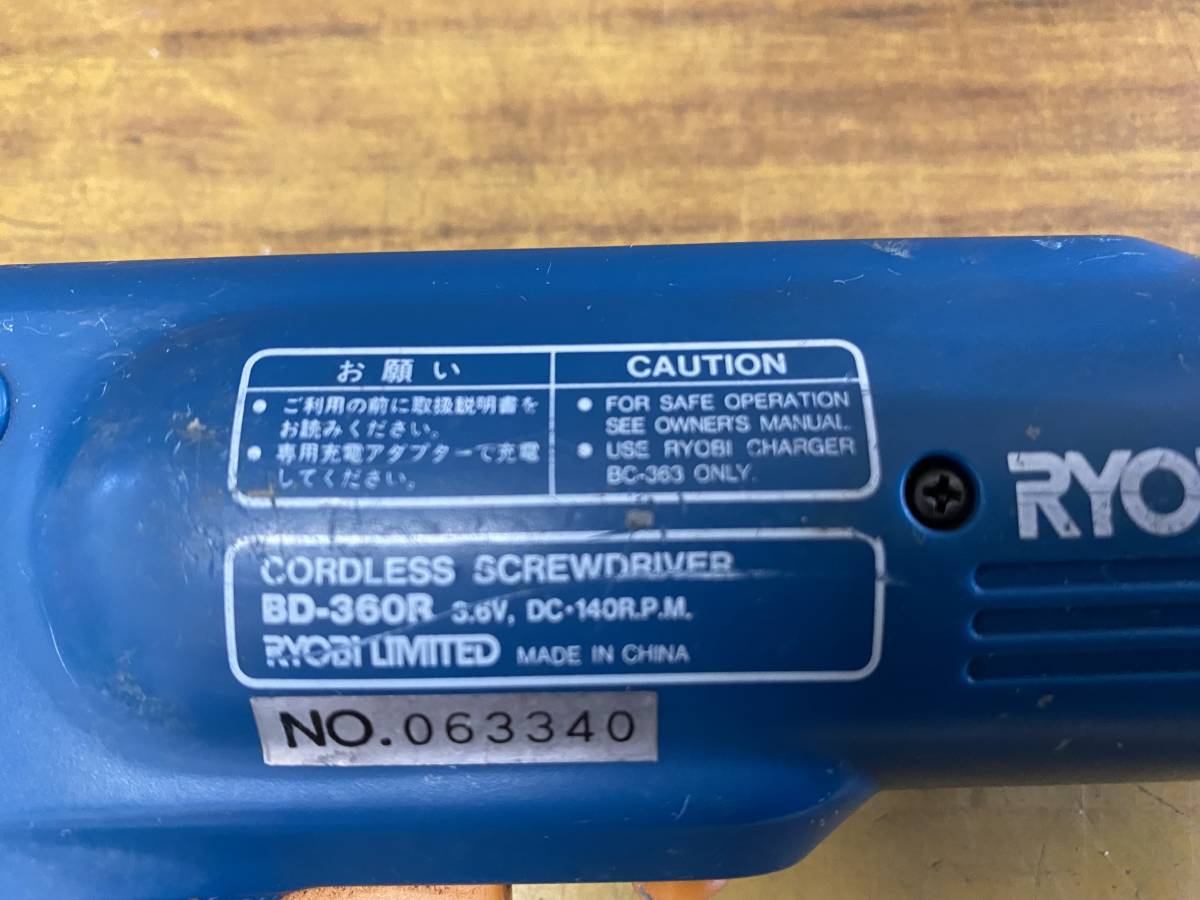 お願い
● ご利用の前に取扱説明書を
お読みください。
● 専用充電アダプターで充電
してください。
CAUTION
● FOR SAFE OPERATION
SEE OWNER'S MANUAL.
● USE RYOBI CHARGER
BC-363 ONLY.
RYO
CORDLESS SCREWDRIVER
BD-360R 3.6V, DC・140R.P.M.
RYOBI LIMITED MADE IN CHINA
NO. 063340